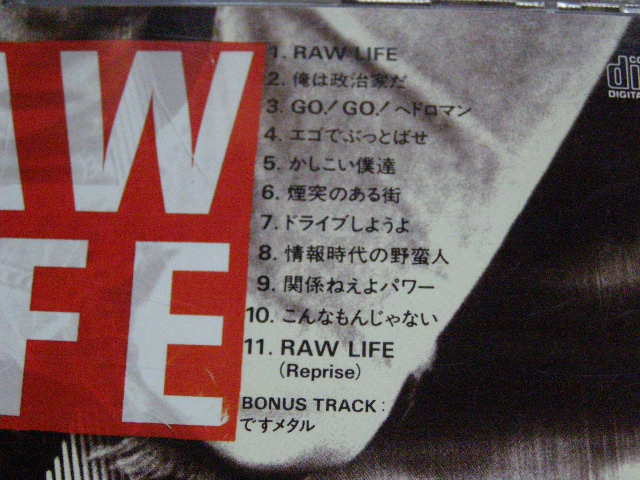 AW
IFE
1. RAW LIFE
2. 俺は政治家だ
3. GO! GO! ヘドロマン
4. エゴでぶっとばせ
5. かしこい僕達
6. 煙突のある街
7. ドライブしようよ
8. 情報時代の野蛮人
9. 関係ねえよパワー
10. こんなもんじゃない
11. RAW LIFE
(Reprise)
BONUS TRACK:
ですメタル
CO
DIGITA